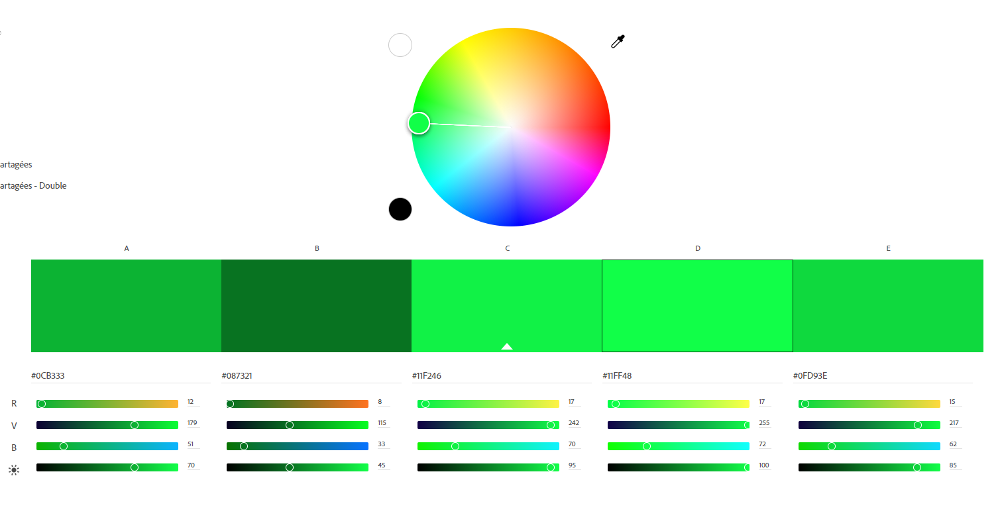 artagées
artagées - Double
A B C D E
#0CB333 #087321 #11F246 #11FF48 #0FD93E
R 12 8 17 17 15
V 179 115 242 255 217
B 51 33 70 72 62
70 45 95 100 85